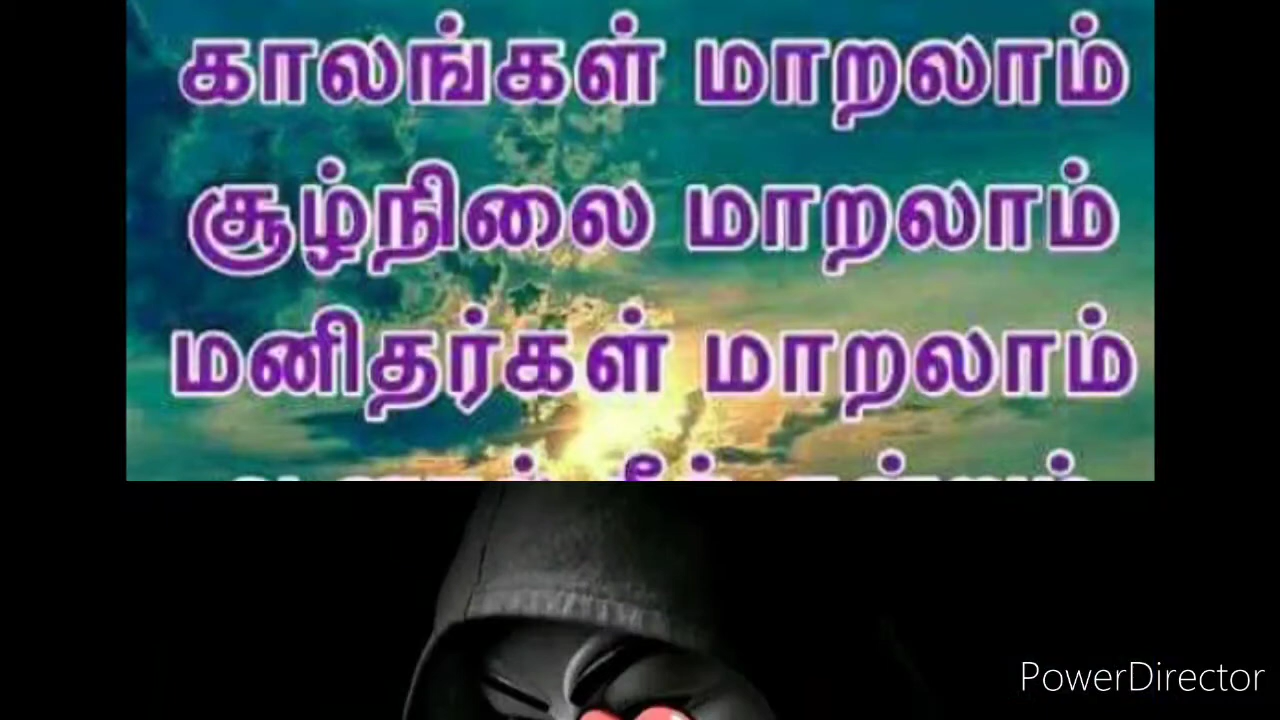 காலங்கள் மாறலாம்
சூழ்நிலை மாறலாம்
மனிதர்கள் மாறலாம்
PowerDirector